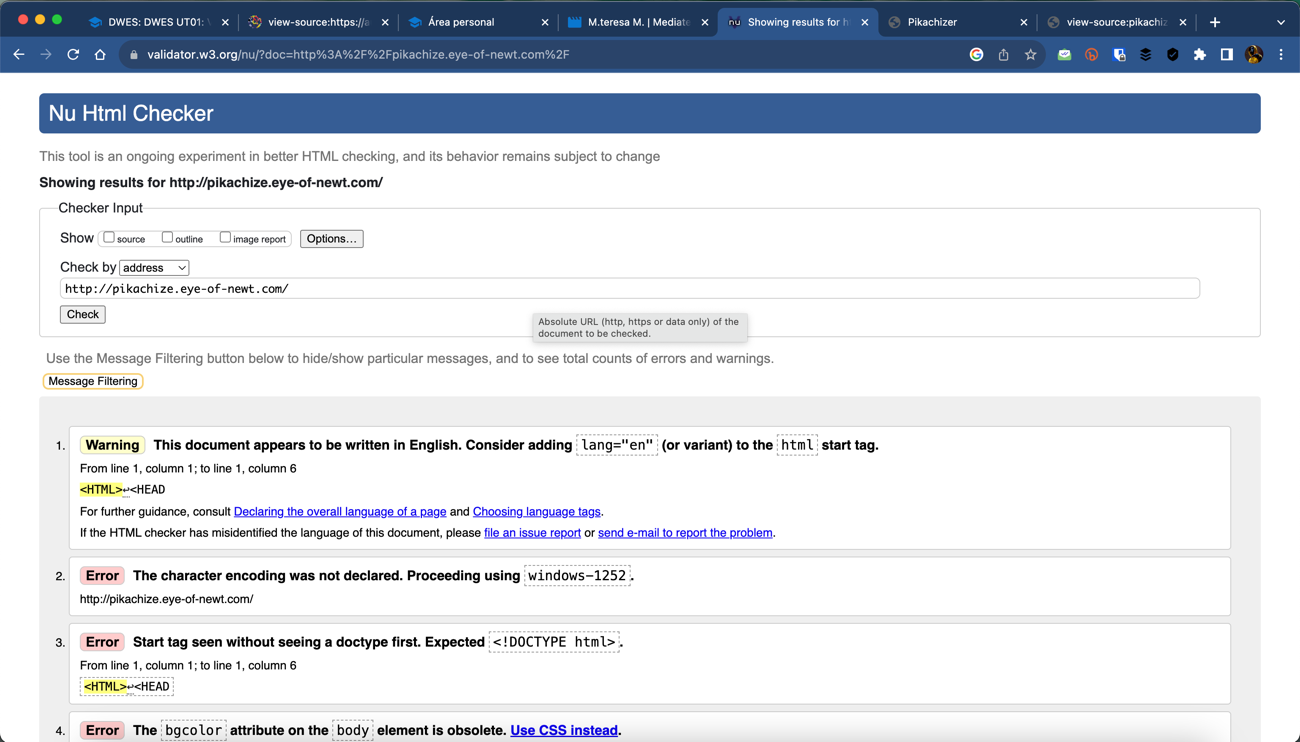 DWES: DWES UT01: V
view-source:https://a
Área personal
M.teresa M. | Mediate
Showing results for h
Pikachizer
view-source:pikachiz
validator.w3.org/nu/?doc=http%3A%2F%2Fpikachize.eye-of-newt.com%2F
Nu Html Checker
This tool is an ongoing experiment in better HTML checking, and its behavior remains subject to change
Showing results for http://pikachize.eye-of-newt.com/
Checker Input
Show source outline image report Options...
Check by address
http://pikachize.eye-of-newt.com/
Check
Absolute URL (http, https or data only) of the
document to be checked.
Use the Message Filtering button below to hide/show particular messages, and to see total counts of errors and warnings.
Message Filtering
1. Warning This document appears to be written in English. Consider adding lang="en" (or variant) to the html start tag.
From line 1, column 1; to line 1, column 6
<HTML>↩<HEAD
For further guidance, consult Declaring the overall language of a page and Choosing language tags.
If the HTML checker has misidentified the language of this document, please file an issue report or send e-mail to report the problem.
2. Error The character encoding was not declared. Proceeding using windows-1252.
http://pikachize.eye-of-newt.com/
3. Error Start tag seen without seeing a doctype first. Expected <!DOCTYPE html>.
From line 1, column 1; to line 1, column 6
<HTML>↩<HEAD
4. Error The bgcolor attribute on the body element is obsolete. Use CSS instead.